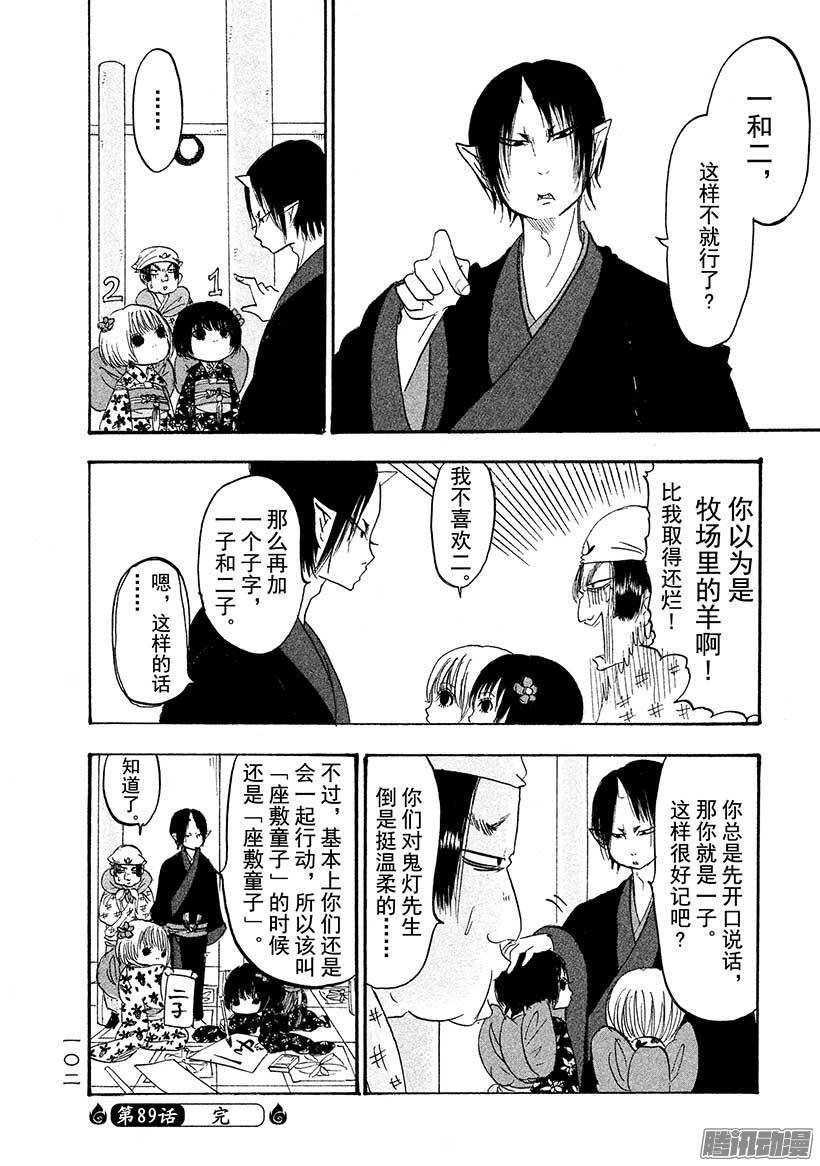 一和二，
这样不就行了？
……
1
2
你以为是
牧场里的羊啊！
比我取得还烂！
我不喜欢二。
那么再加
一个子字，
一子和二子。
嗯，这样的话
……
你总是先开口说话，
那你就是一子。
这样很好记吧？
你们对鬼灯先生
倒是挺温柔的……
不过，基本上你们还是
会一起行动，所以该叫
还是「座敷童子」的时候
还是「座敷童子」。
知道了。
二子
一子
一〇二
第89话 完
腾讯动漫